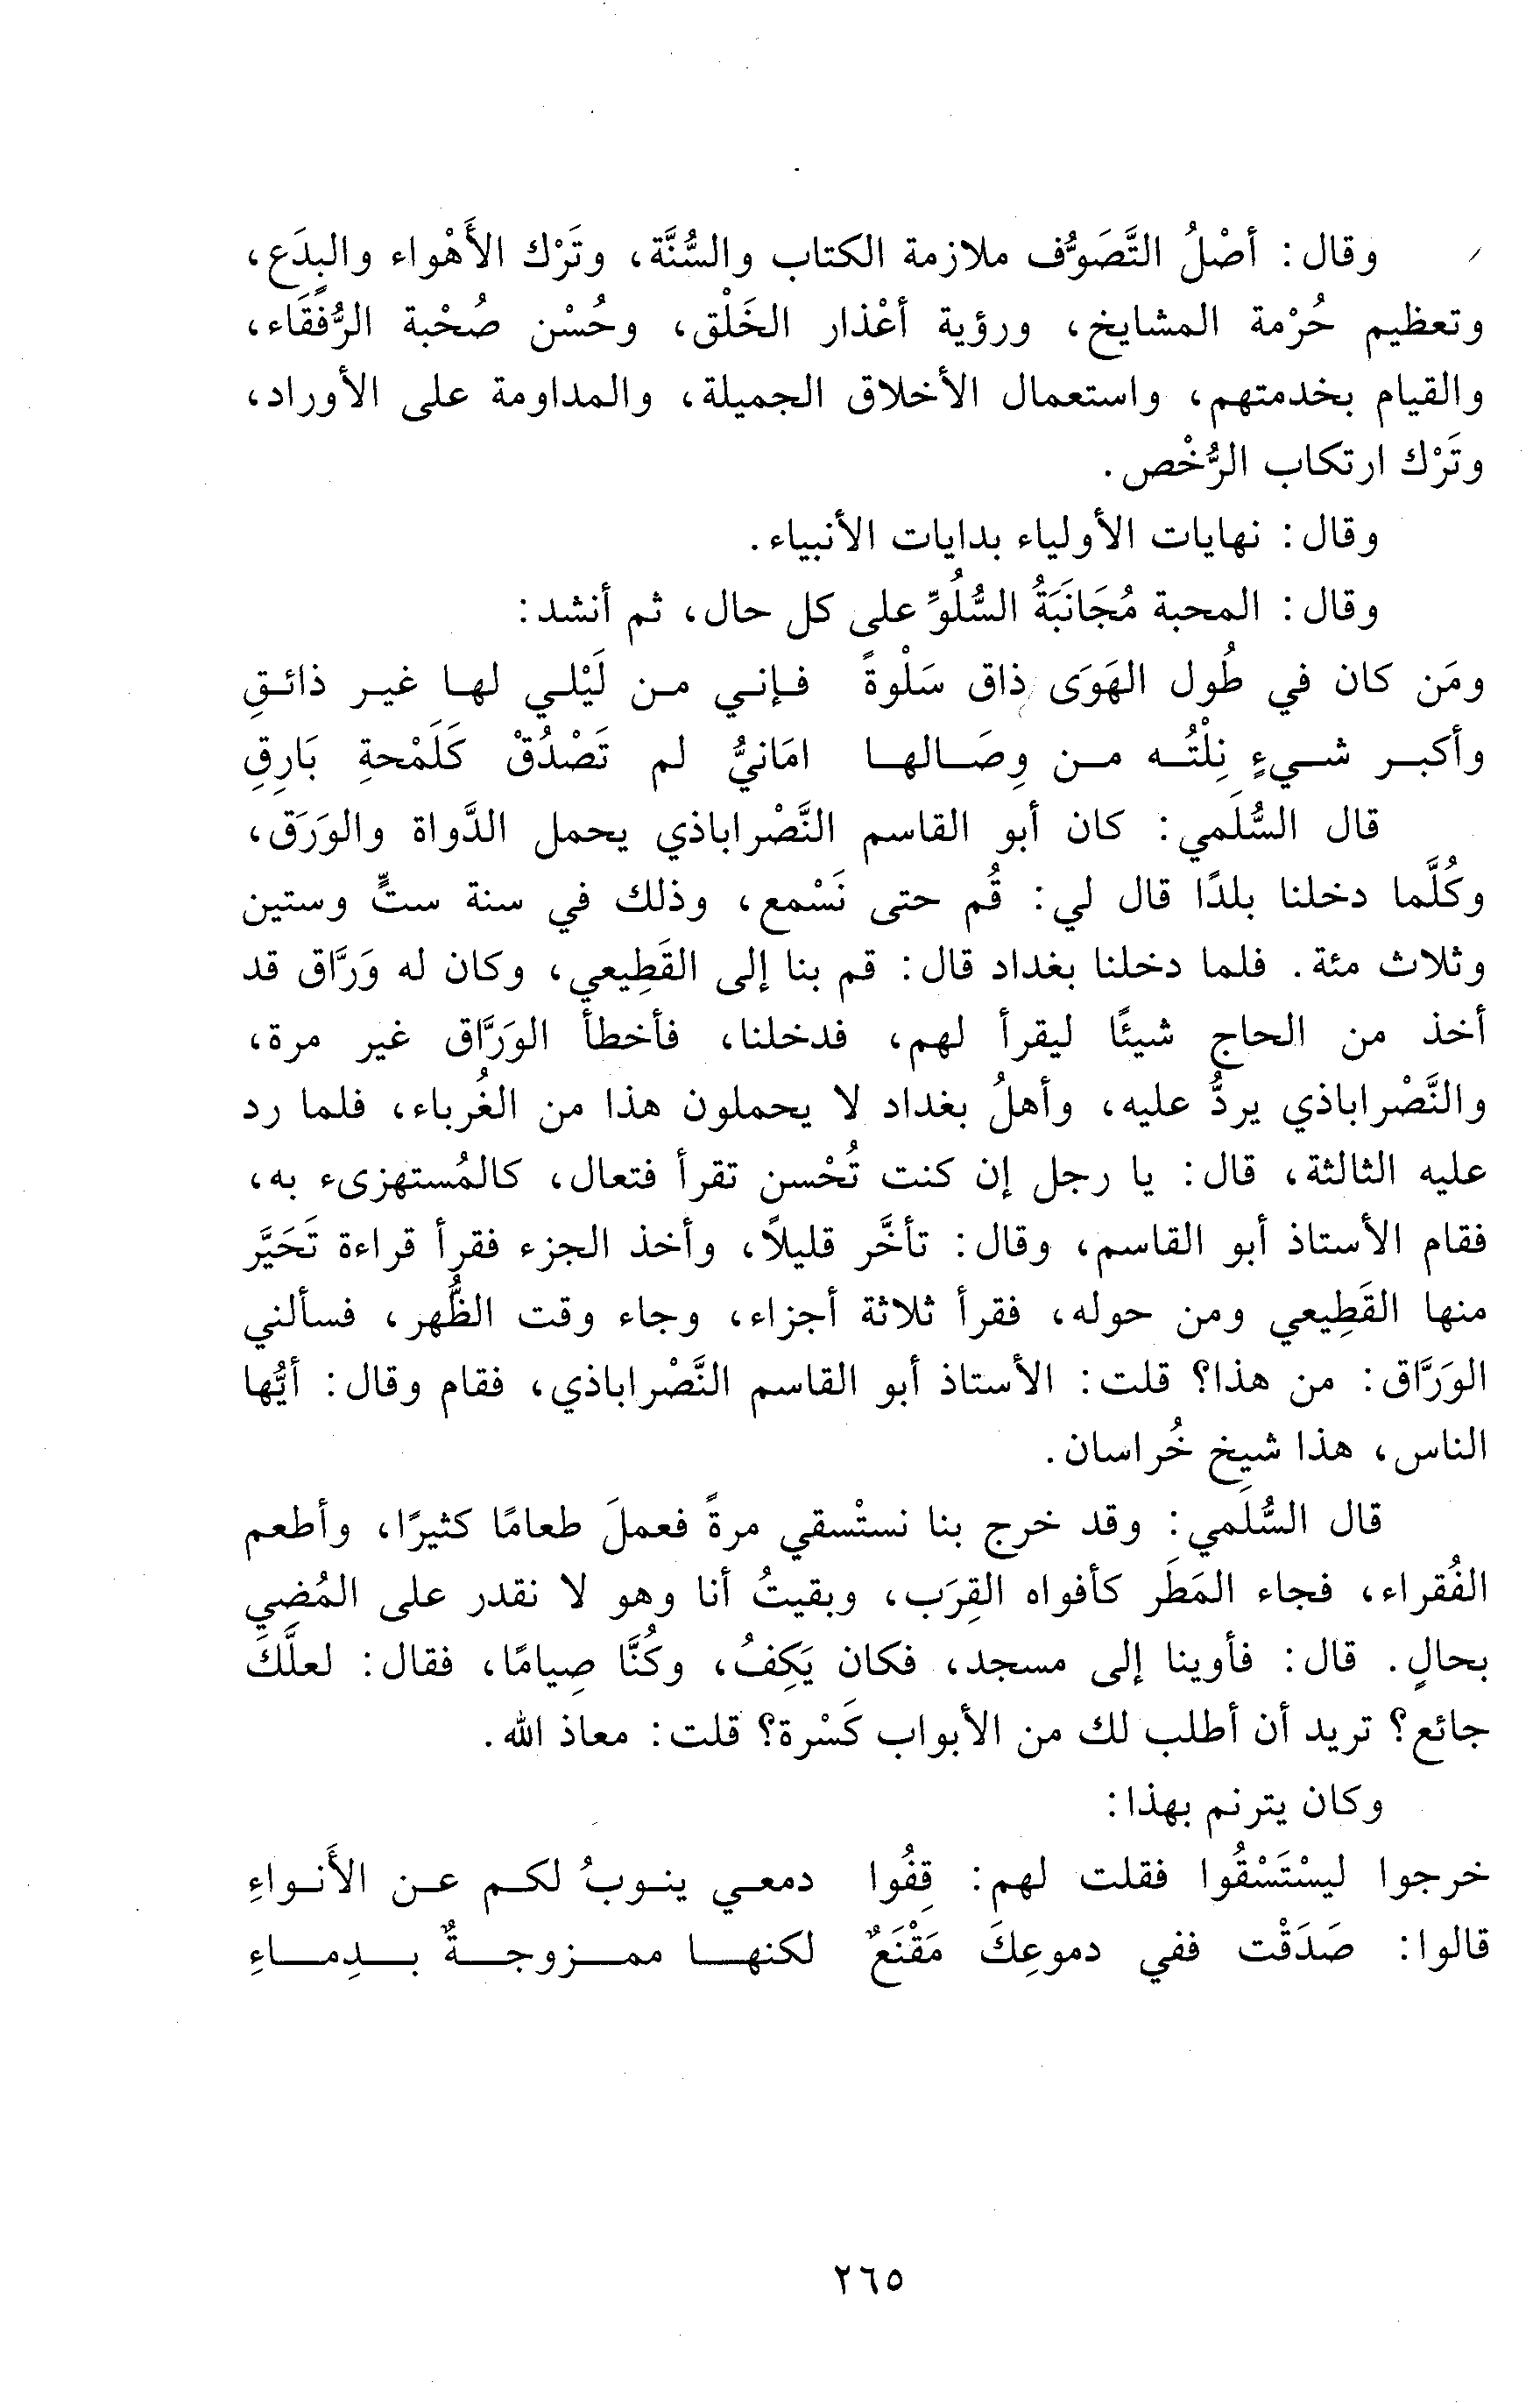 وقال: أصْلُ التَّصَوُّف ملازمة الكتاب والسُّنَّة، وتَرْك الأَهْواء والبِدَع،
وتعظيم حُرْمة المشايخ، ورؤية أعْذار الخَلْق، وحُسْن صُحْبة الرُّفَقَاء،
والقيام بخدمتهم، واستعمال الأخلاق الجميلة، والمداومة على الأوراد،
وتَرْك ارتكاب الرُّخْص.
وقال: نهايات الأولياء بدايات الأنبياء.
وقال: المحبة مُجَانَبَةُ السُّلُوِّ على كل حال، ثم أنشد:
ومَن كان في طُول الهَوَى ذاق سَلْوةً فإني من لَيْلي لها غير ذائقِ
وأكبر شيءٍ نِلْتُه من وِصَالها امَانيُّ لم تَصْدُقْ كَلَمْحةِ بَارِقِ
قال السُّلَمي: كان أبو القاسم النَّصْراباذي يحمل الدَّواة والوَرَق،
وكُلَّما دخلنا بلدًا قال لي: قُم حتى نَسْمع، وذلك في سنة ستٍّ وستين
وثلاث مئة. فلما دخلنا بغداد قال: قم بنا إلى القَطِيعي، وكان له وَرَّاق قد
أخذ من الحاج شيئًا ليقرأ لهم، فدخلنا، فأخطأ الوَرَّاق غير مرة،
والنَّصْراباذي يردُّ عليه، وأهلُ بغداد لا يحملون هذا من الغُرباء، فلما رد
عليه الثالثة، قال: يا رجل إن كنت تُحْسن تقرأ فتعال، كالمُستهزىء به،
فقام الأستاذ أبو القاسم، وقال: تأخَّر قليلاً، وأخذ الجزء فقرأ قراءة تَحَيَّر
منها القَطِيعي ومن حوله، فقرأ ثلاثة أجزاء، وجاء وقت الظُّهر، فسألني
الوَرَّاق: من هذا؟ قلت: الأستاذ أبو القاسم النَّصْراباذي، فقام وقال: أيُّها
الناس، هذا شيخ خُراسان.
قال السُّلَمي: وقد خرج بنا نستْسقي مرةً فعملَ طعامًا كثيرًا، وأطعم
الفُقراء، فجاء المَطَر كأفواه القِرَب، وبقيتُ أنا وهو لا نقدر على المُضِي
بحالٍ. قال: فأوينا إلى مسجد، فكان يَكِفُ، وكُنَّا صِيامًا، فقال: لعلَّكَ
جائع؟ تريد أن أطلب لك من الأبواب كَسْرة؟ قلت: معاذ الله.
وكان يترنم بهذا:
خرجوا ليسْتَسْقُوا فقلت لهم: قِفُوا دمعي ينوبُ لكم عن الأَنواءِ
قالوا: صَدَقْت ففي دموعِكَ مَقْنَعٌ لكنها ممزوجةٌ بدِماءِ
٢٦٥